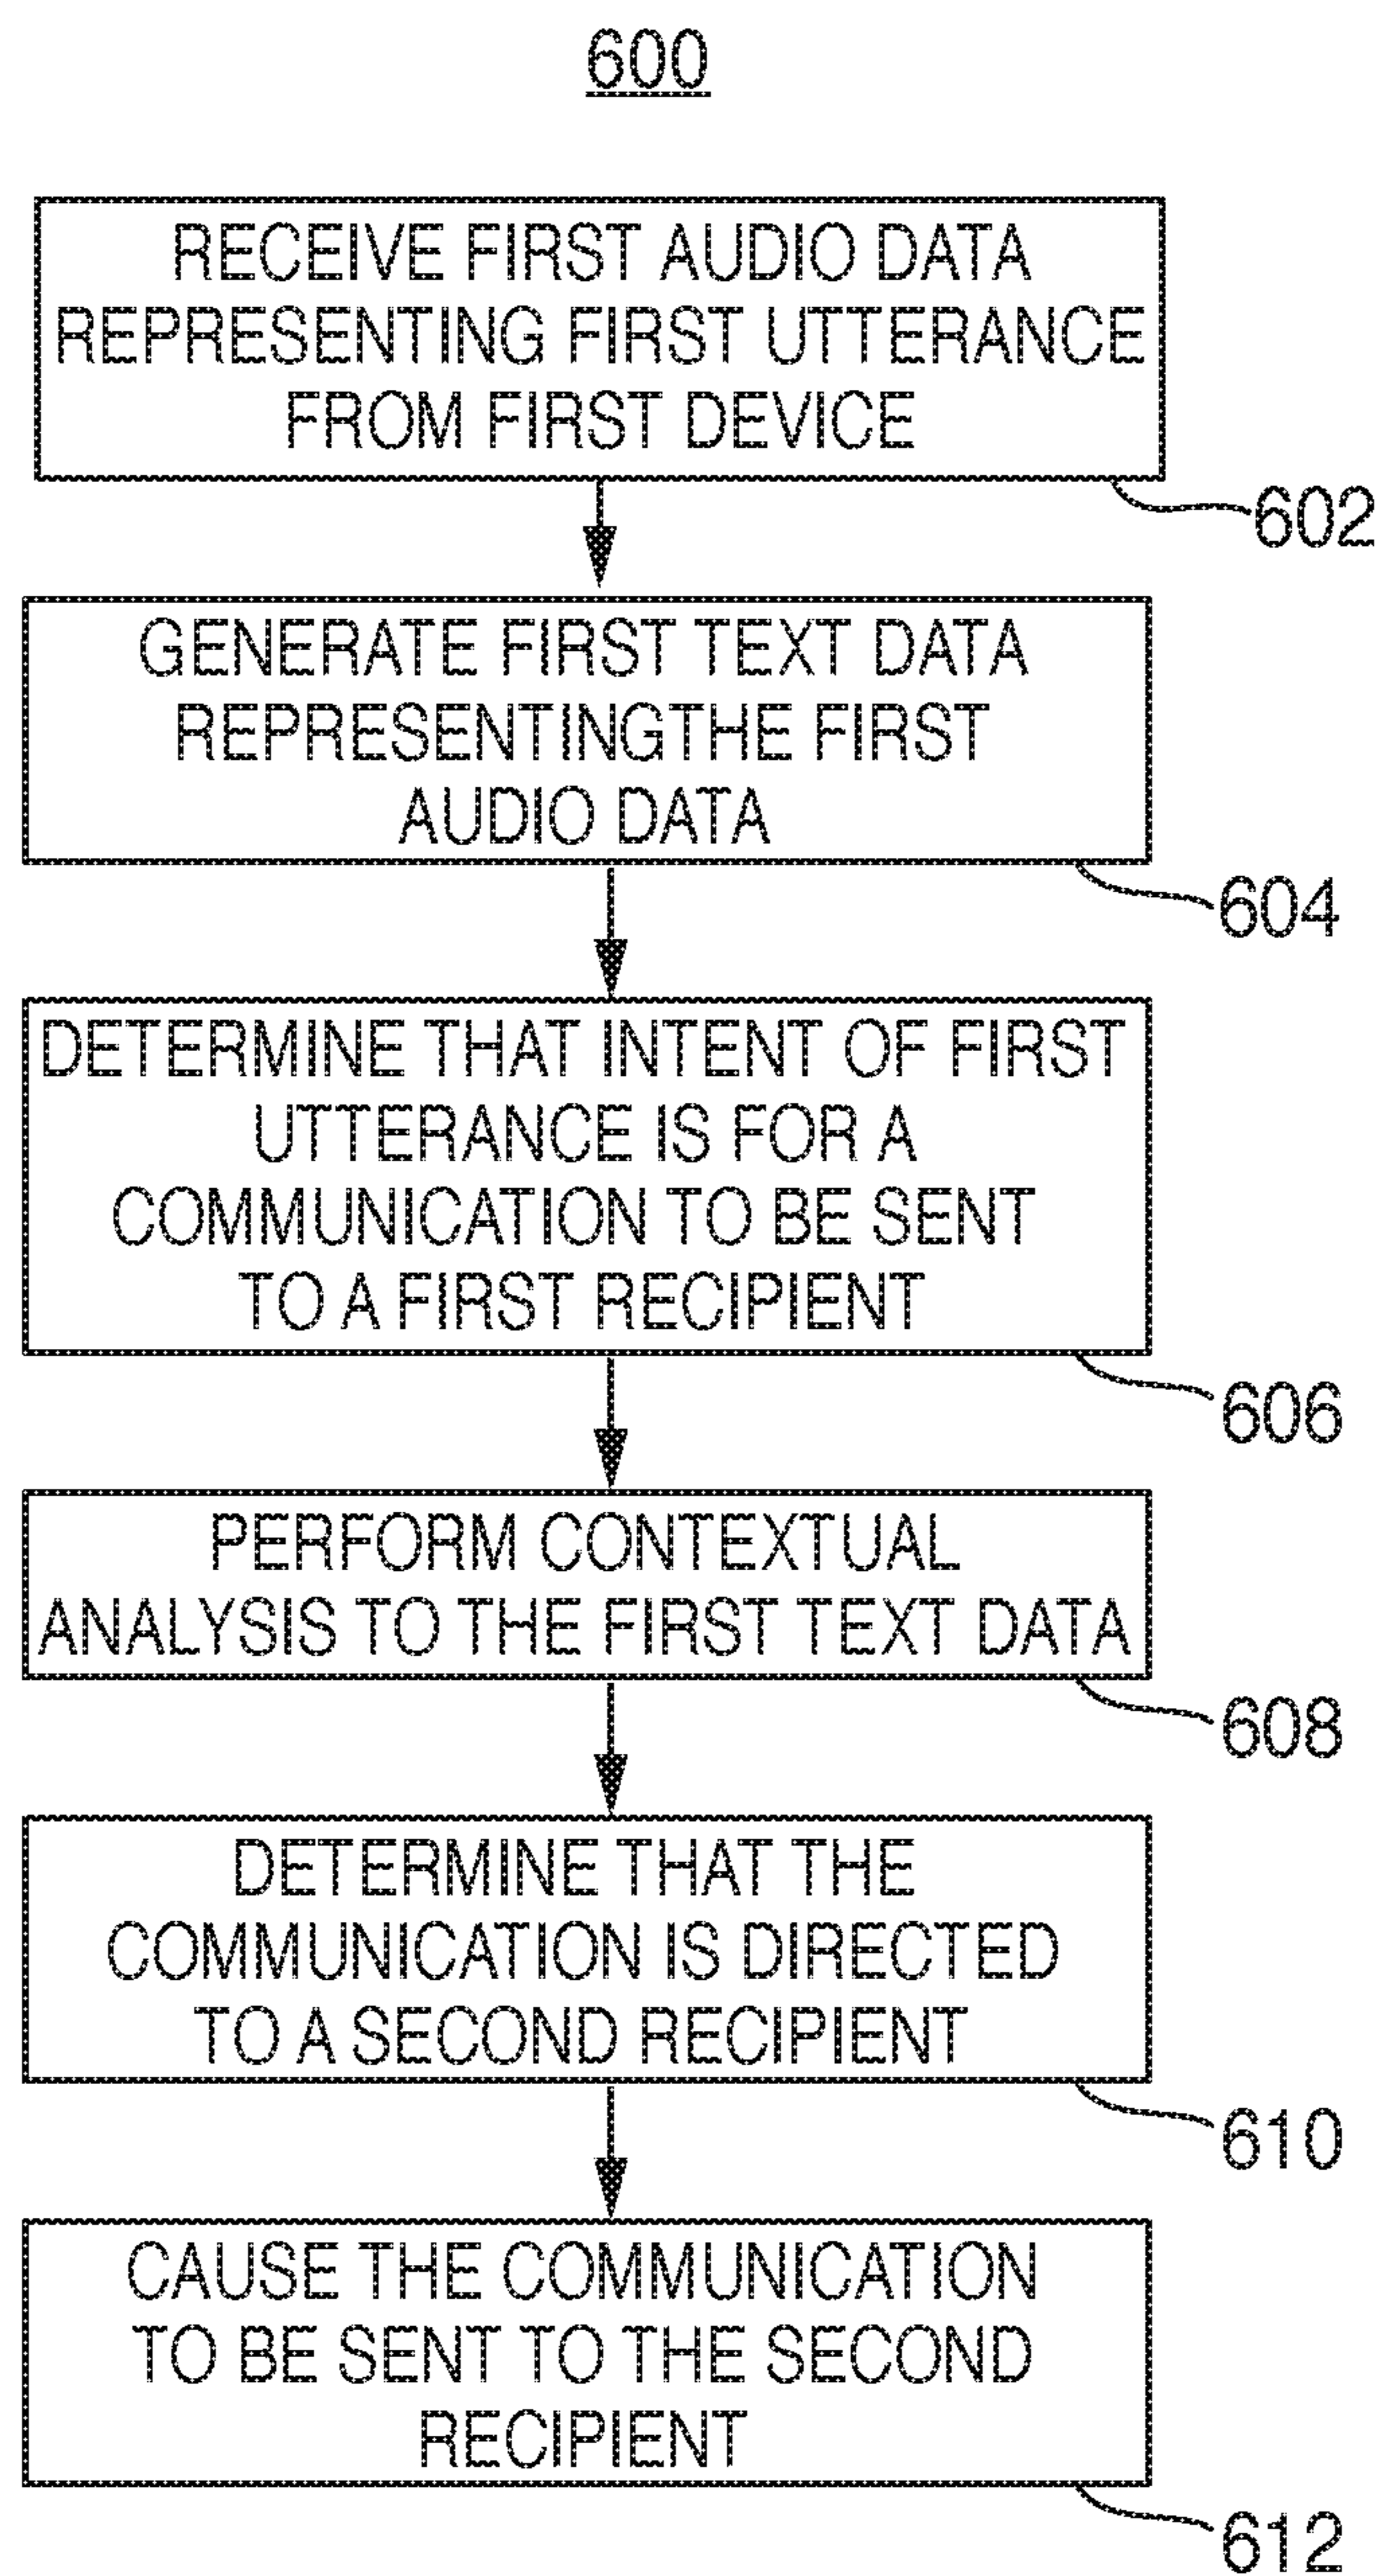 600
RECEIVE FIRST AUDIO DATA
REPRESENTING FIRST UTTERANCE
FROM FIRST DEVICE
602
GENERATE FIRST TEXT DATA
REPRESENTINGTHE FIRST
AUDIO DATA
604
DETERMINE THAT INTENT OF FIRST
UTTERANCE IS FOR A
COMMUNICATION TO BE SENT
TO A FIRST RECIPIENT
606
PERFORM CONTEXTUAL
ANALYSIS TO THE FIRST TEXT DATA
608
DETERMINE THAT THE
COMMUNICATION IS DIRECTED
TO A SECOND RECIPIENT
610
CAUSE THE COMMUNICATION
TO BE SENT TO THE SECOND
RECIPIENT
612